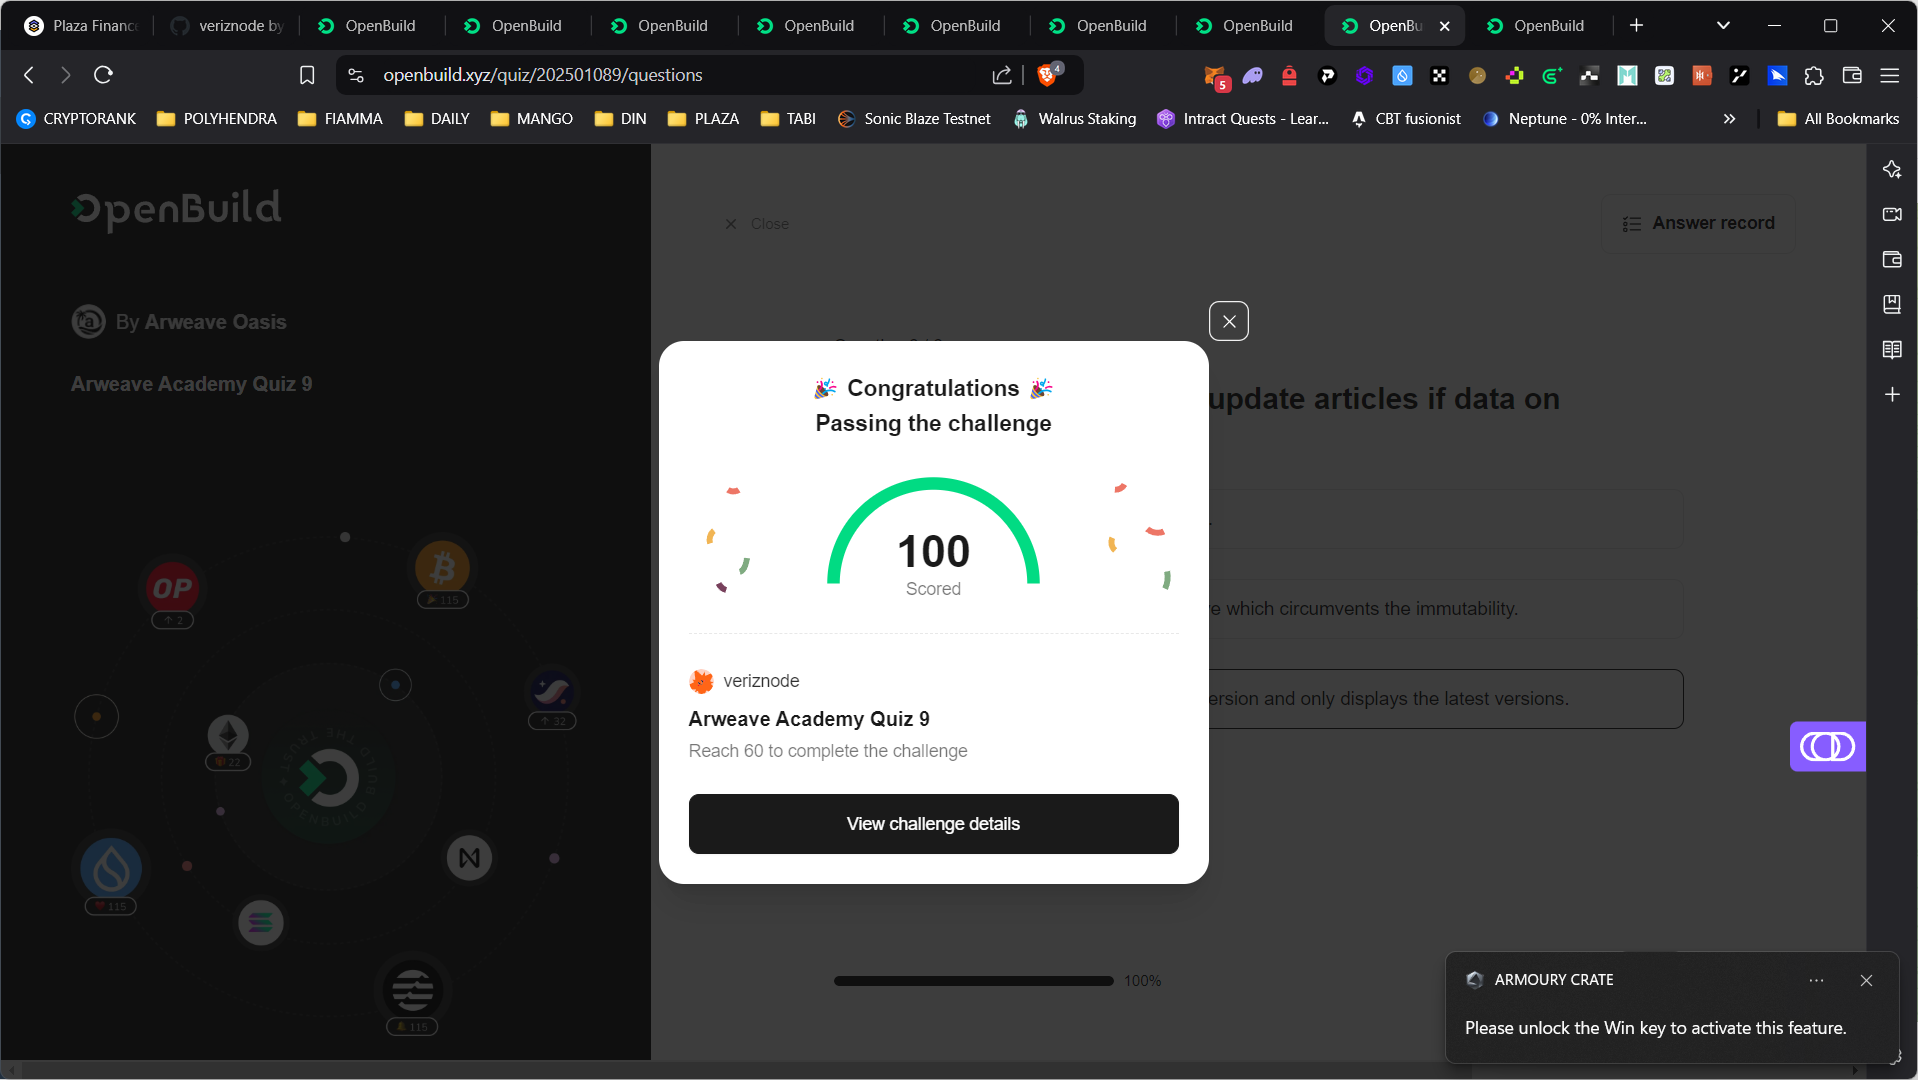 Plaza Finance
veriznode by
OpenBuild
OpenBuild
OpenBuild
OpenBuild
OpenBuild
OpenBuild
OpenBuild
OpenBu
OpenBuild
openbuild.xyz/quiz/202501089/questions
4
5
CRYPTORANK
POLYHENDRA
FIAMMA
DAILY
MANGO
DIN
PLAZA
TABI
Sonic Blaze Testnet
Walrus Staking
Intract Quests - Lear...
CBT fusionist
Neptune - 0% Inter...
All Bookmarks
OpenBuild
By Arweave Oasis
Arweave Academy Quiz 9
OP
2
115
32
22
115
115
Close
Answer record
update articles if data on
which circumvents the immutability.
and only displays the latest versions.
Congratulations
Passing the challenge
100
Scored
veriznode
Arweave Academy Quiz 9
Reach 60 to complete the challenge
View challenge details
100%
ARMOURY CRATE
Please unlock the Win key to activate this feature.